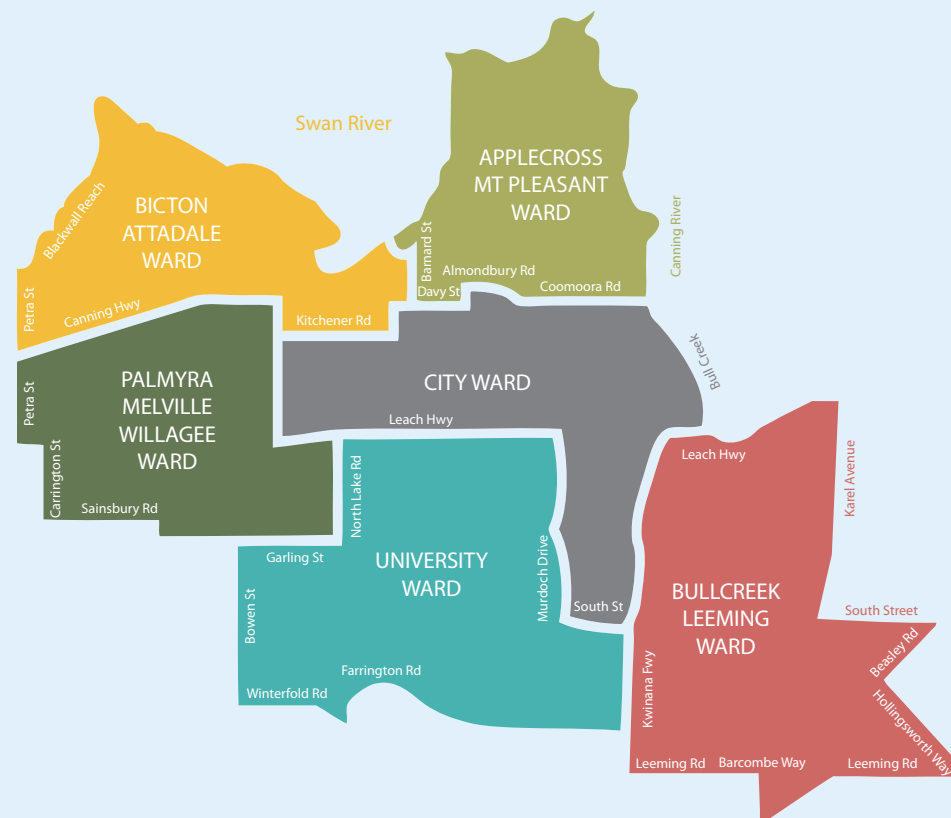 Swan River
APPLECROSS
MT PLEASANT
WARD
BICTON
ATTADALE
WARD
Blackwall Reach
Petra St
Canning Hwy
Kitchener Rd
Barnard St
Almondbury Rd
Davy St
Coomoora Rd
Canning River
PALMYRA
MELVILLE
WILLAGEE
WARD
Petra St
Carrington St
Sainsbury Rd
CITY WARD
Leach Hwy
Bull Creek
South St
UNIVERSITY
WARD
North Lake Rd
Garling St
Bowen St
Murdoch Drive
Farrington Rd
Winterfold Rd
BULLCREEK
LEEMING
WARD
Leach Hwy
Karel Avenue
South Street
Beasley Rd
Hollingsworth Way
Kwinana Fwy
Leeming Rd
Barcombe Way
Leeming Rd